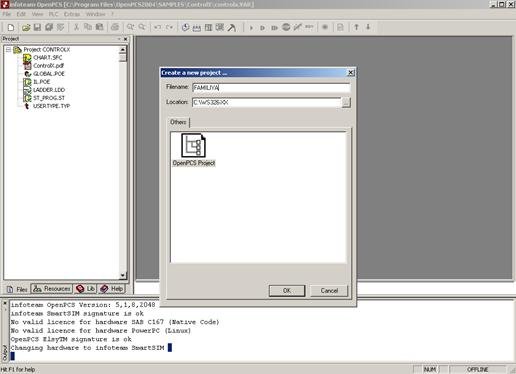 infoteam OpenPCS - [C:\Program Files\OpenPCS2004\SAMPLES\ControlX\controlx.VAR]
File Edit View PLC Extras Window ?
Project
Project CONTROLX
CHART.SFC
ControlX.pdf
GLOBAL.POE
IL.POE
LADDER.LDD
ST_PROG.ST
USERTYPE.TYP
Create a new project ...
Filename: FAMILIYA
Location: C:\WS326\XX ...
Others
OpenPCS Project
OK Cancel
Files Resources Lib Help
Output
infoteam OpenPCS Version: 5,1,8,2048
infoteam SmartSIM signature is ok
No valid licence for hardware SAB C167 (Native Code)
No valid licence for hardware PowerPC (Linux)
OpenPCS ElsyTM signature is ok
Changing hardware to infoteam SmartSIM
Hit F1 for help NUM OFFLINE